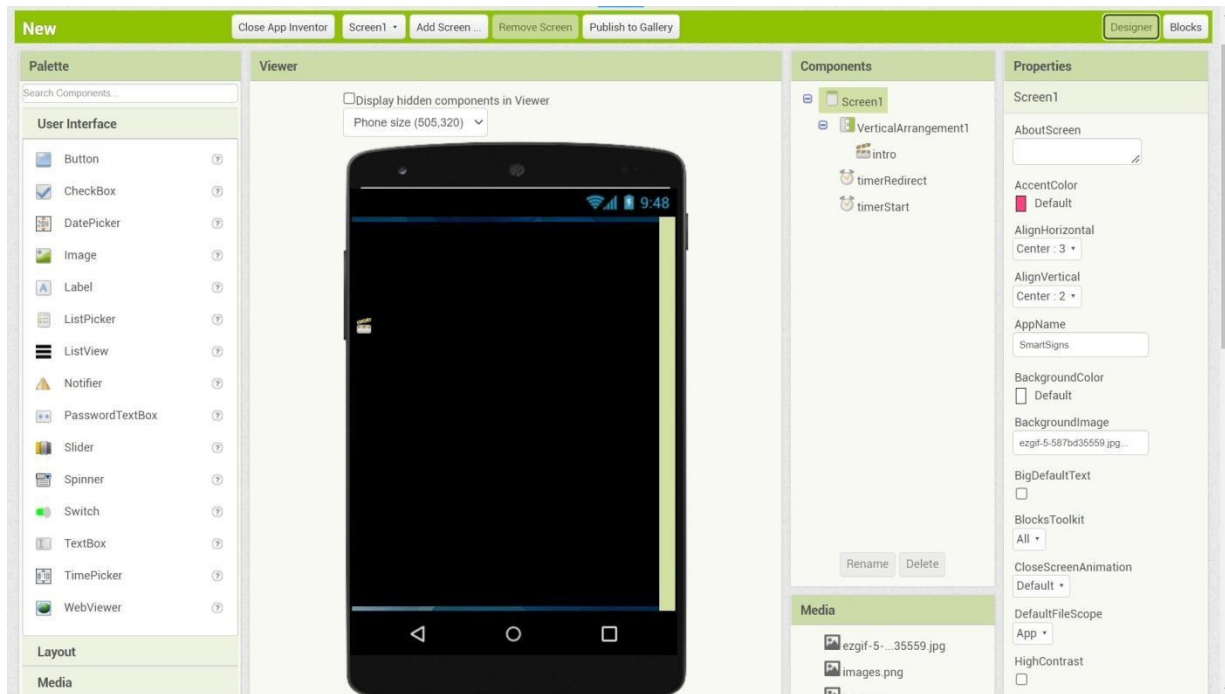 New
Close App Inventor
Screen1
Add Screen ...
Remove Screen
Publish to Gallery
Designer
Blocks
Palette
Search Components...
User Interface
Button
CheckBox
DatePicker
Image
Label
ListPicker
ListView
Notifier
PasswordTextBox
Slider
Spinner
Switch
TextBox
TimePicker
WebViewer
Layout
Media
Viewer
Display hidden components in Viewer
Phone size (505,320)
9:48
Components
Screen1
VerticalArrangement1
intro
timerRedirect
timerStart
Rename
Delete
Media
ezgif-5-...35559.jpg
images.png
Properties
Screen1
AboutScreen
AccentColor
Default
AlignHorizontal
Center : 3
AlignVertical
Center : 2
AppName
SmartSigns
BackgroundColor
Default
BackgroundImage
ezgif-5-587bd35559.jpg...
BigDefaultText
BlocksToolkit
All
CloseScreenAnimation
Default
DefaultFileScope
App
HighContrast